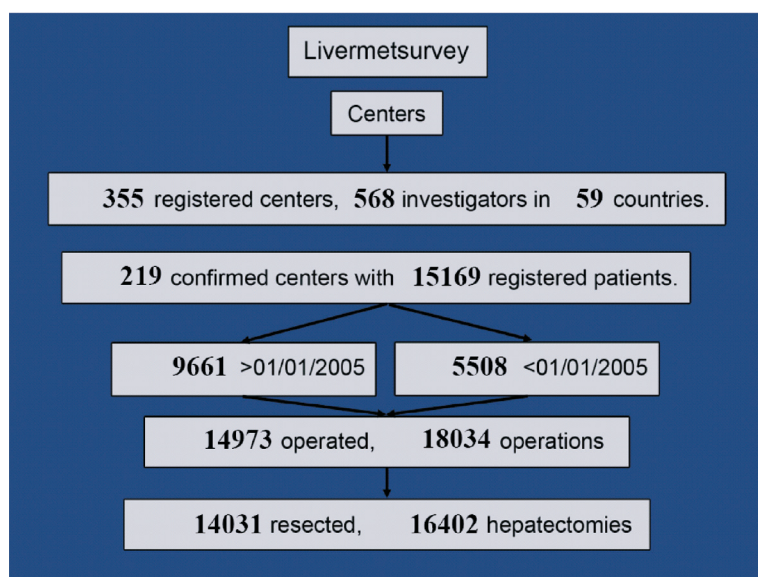 Livermetsurvey
Centers
355 registered centers, 568 investigators in 59 countries.
219 confirmed centers with 15169 registered patients.
9661 >01/01/2005
5508 <01/01/2005
14973 operated, 18034 operations
14031 resected, 16402 hepatectomies